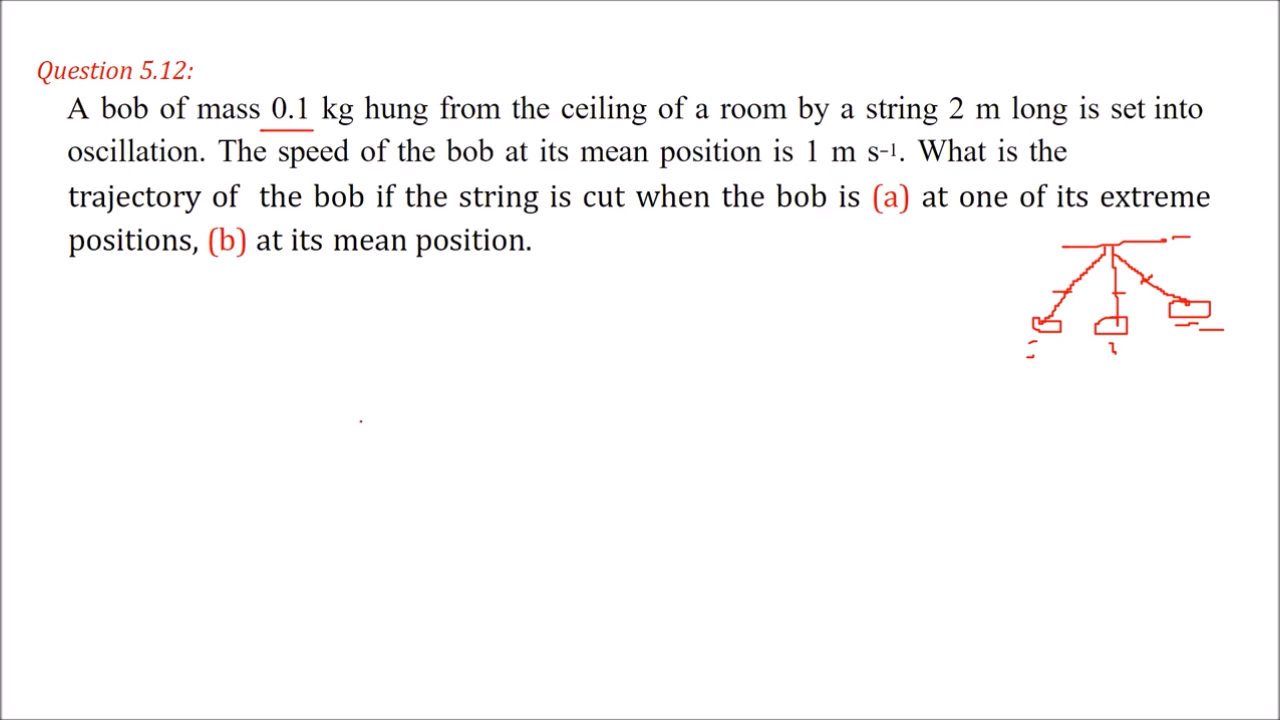 Question 5.12:
A bob of mass 0.1 kg hung from the ceiling of a room by a string 2 m long is set into
oscillation. The speed of the bob at its mean position is 1 m s⁻¹. What is the
trajectory of the bob if the string is cut when the bob is (a) at one of its extreme
positions, (b) at its mean position.